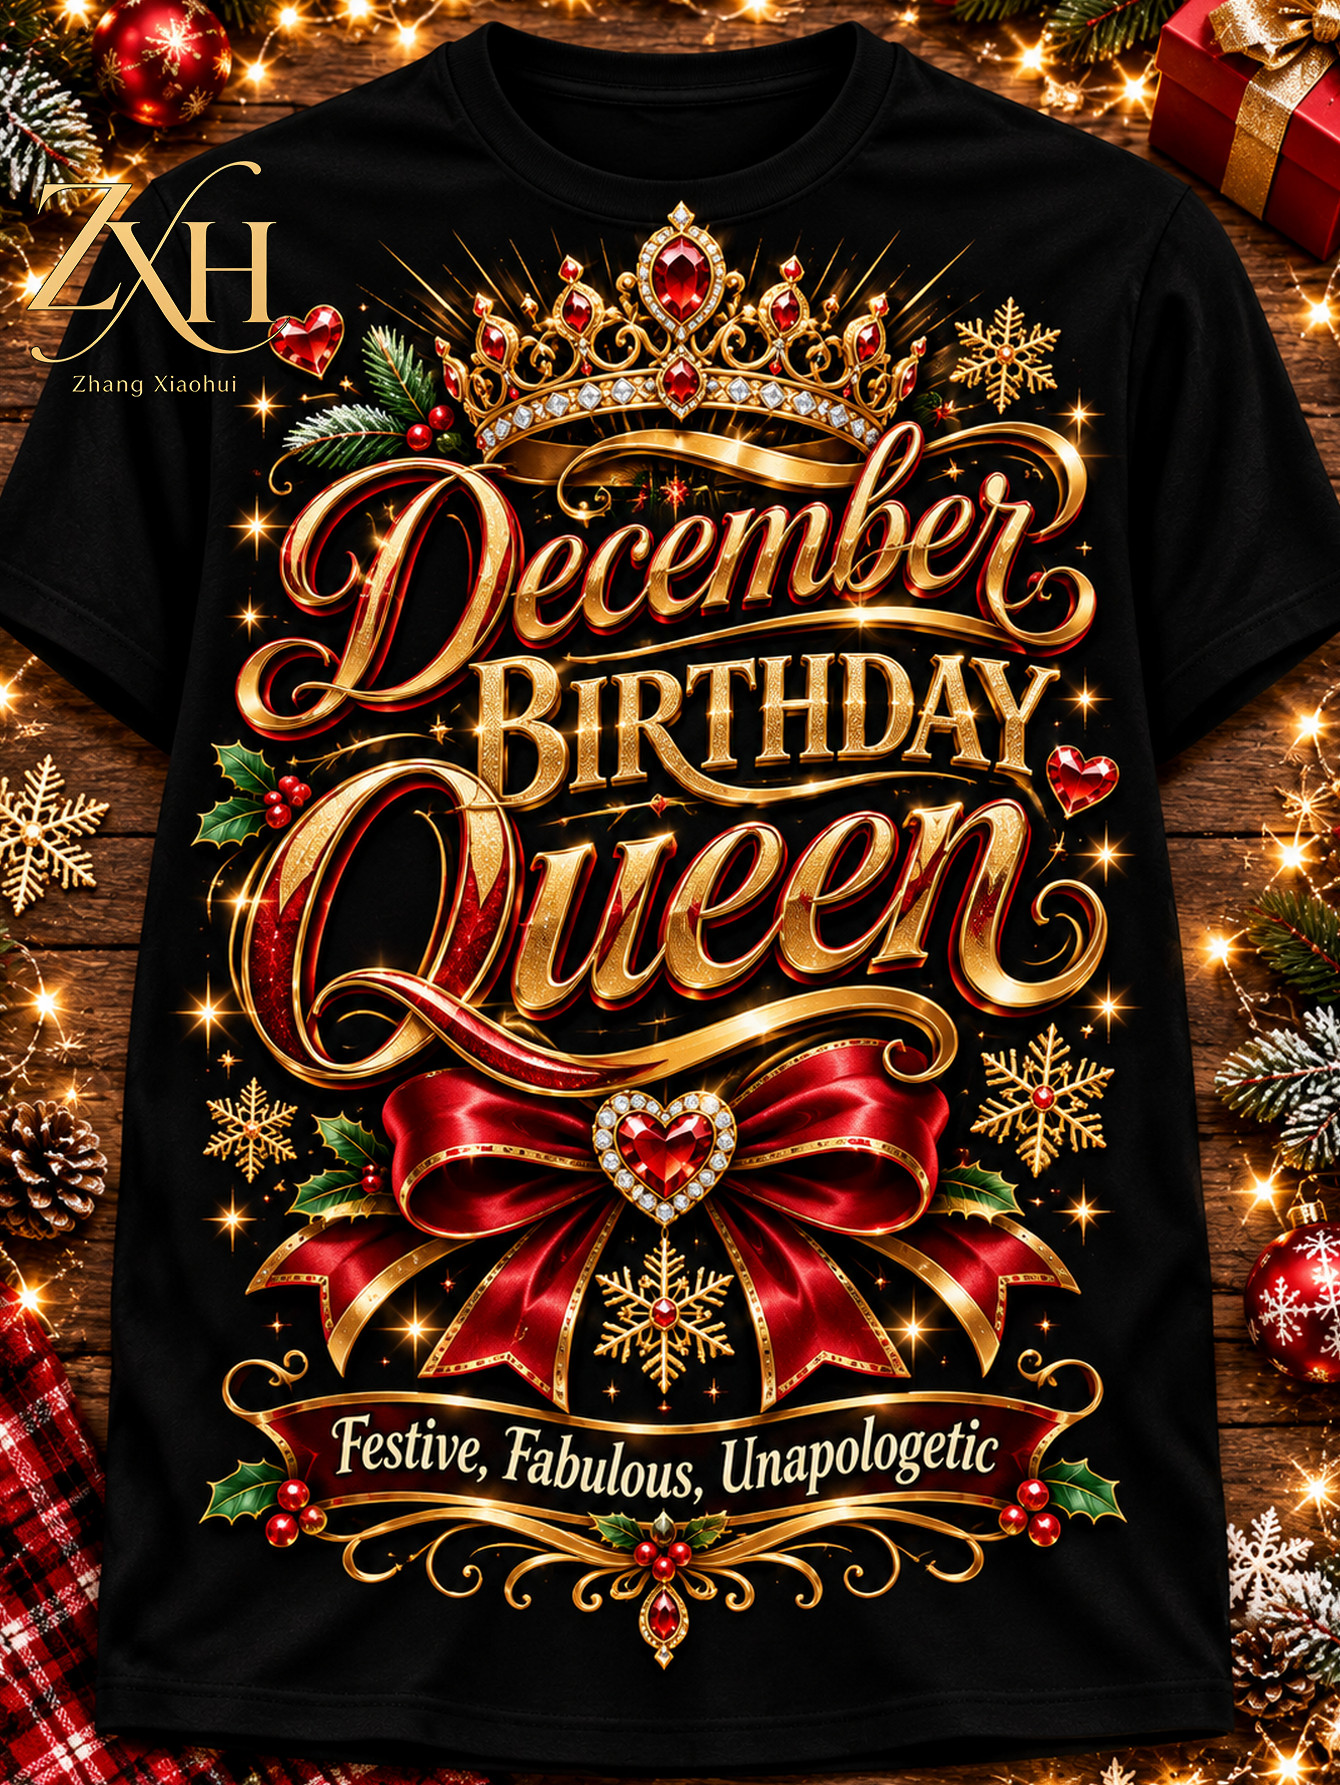 ZXH
Zhang Xiaohui
December
BIRTHDAY
Queen
Festive, Fabulous, Unapologetic